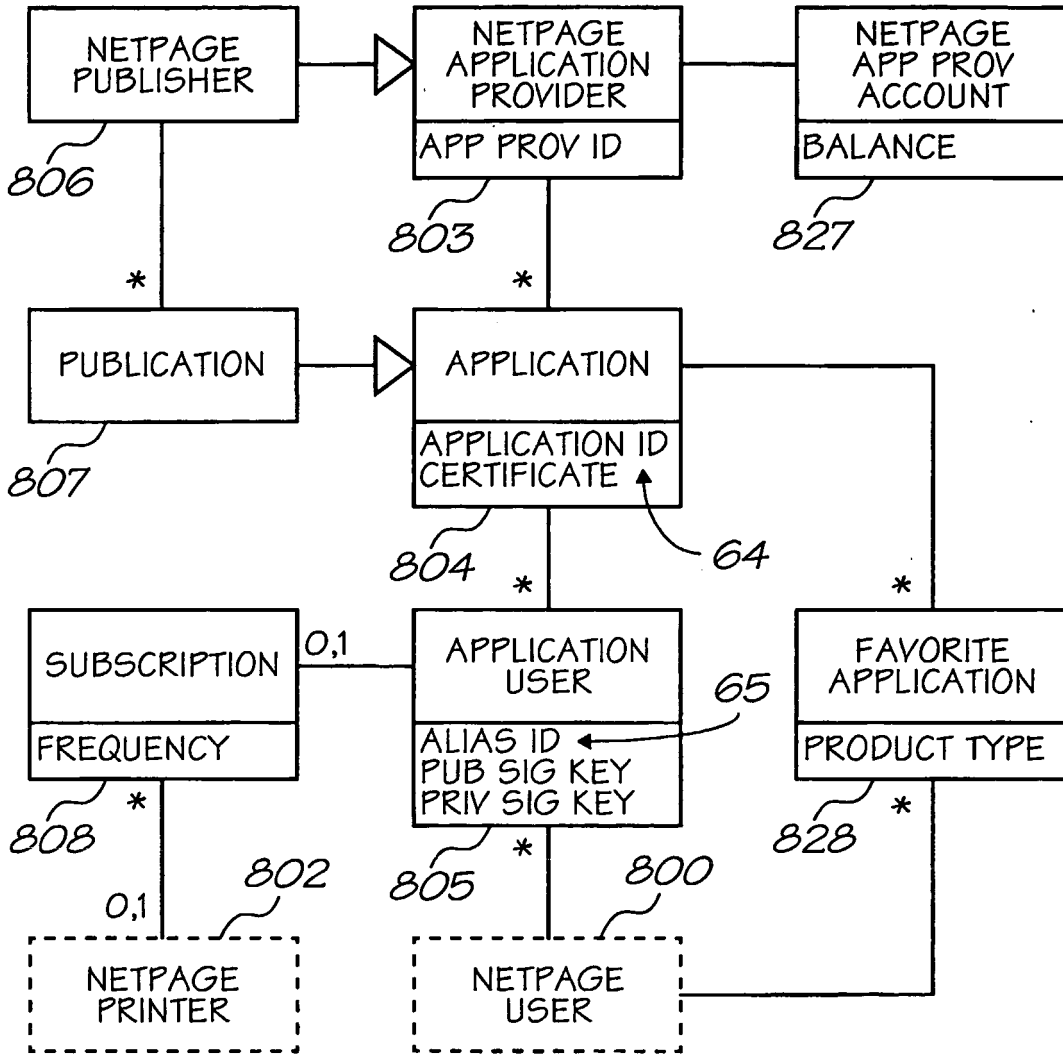 NETPAGE
PUBLISHER
806
NETPAGE
APPLICATION
PROVIDER
APP PROV ID
803
NETPAGE
APP PROV
ACCOUNT
BALANCE
827
*
*
PUBLICATION
807
APPLICATION
APPLICATION ID
CERTIFICATE
804
64
*
*
SUBSCRIPTION
FREQUENCY
808
0,1
APPLICATION
USER
ALIAS ID
PUB SIG KEY
PRIV SIG KEY
805
65
FAVORITE
APPLICATION
PRODUCT TYPE
828
*
*
*
0,1
802
NETPAGE
PRINTER
800
NETPAGE
USER